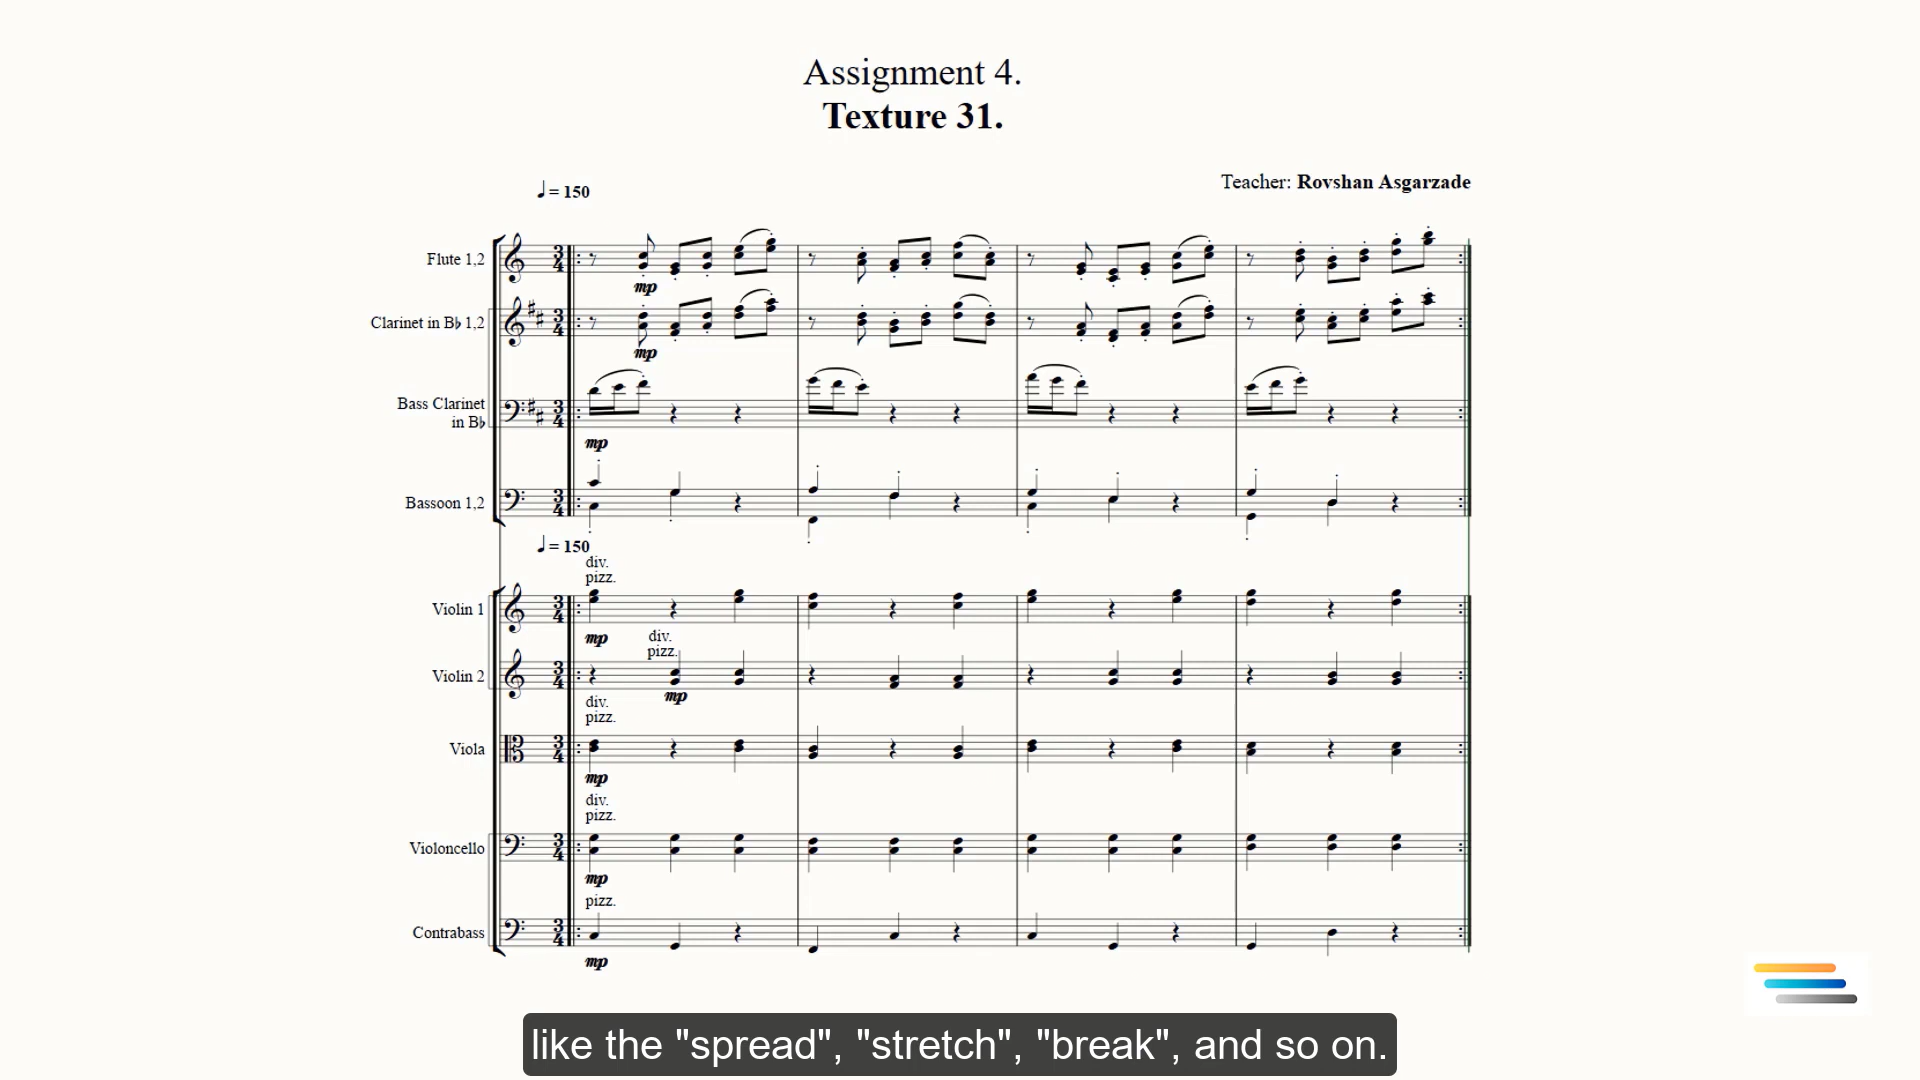 Assignment 4.
Texture 31.
Teacher: Rovshan Asgarzade
♩ = 150
Flute 1,2
mp
Clarinet in B♭ 1,2
mp
Bass Clarinet
in B♭
mp
Bassoon 1,2
♩ = 150
div.
pizz.
Violin 1
mp
div.
pizz.
Violin 2
mp
div.
pizz.
Viola
mp
div.
pizz.
Violoncello
mp
pizz.
Contrabass
mp
like the "spread", "stretch", "break", and so on.